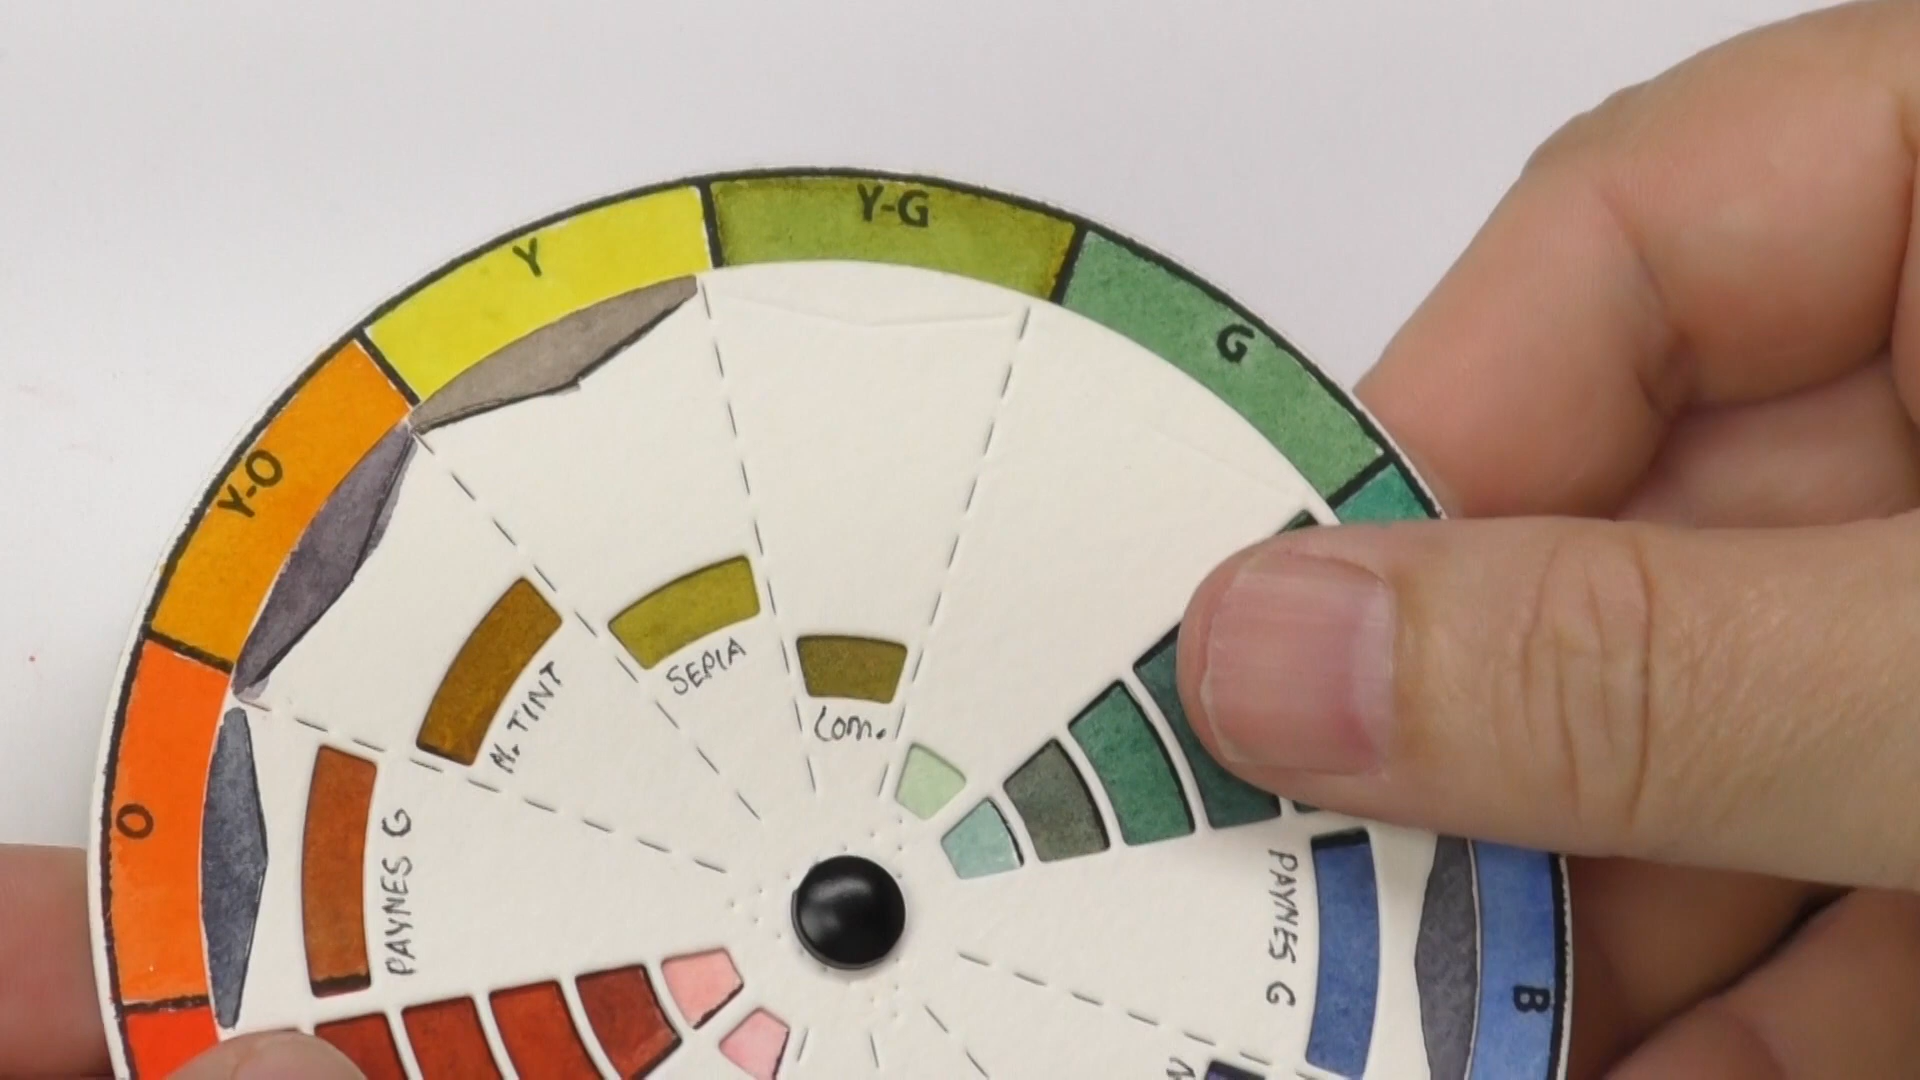 Y-G
Y
G
Y-O
O
B
SEPIA
N. TINT
Com.
PAYNES G
PAYNES G
N